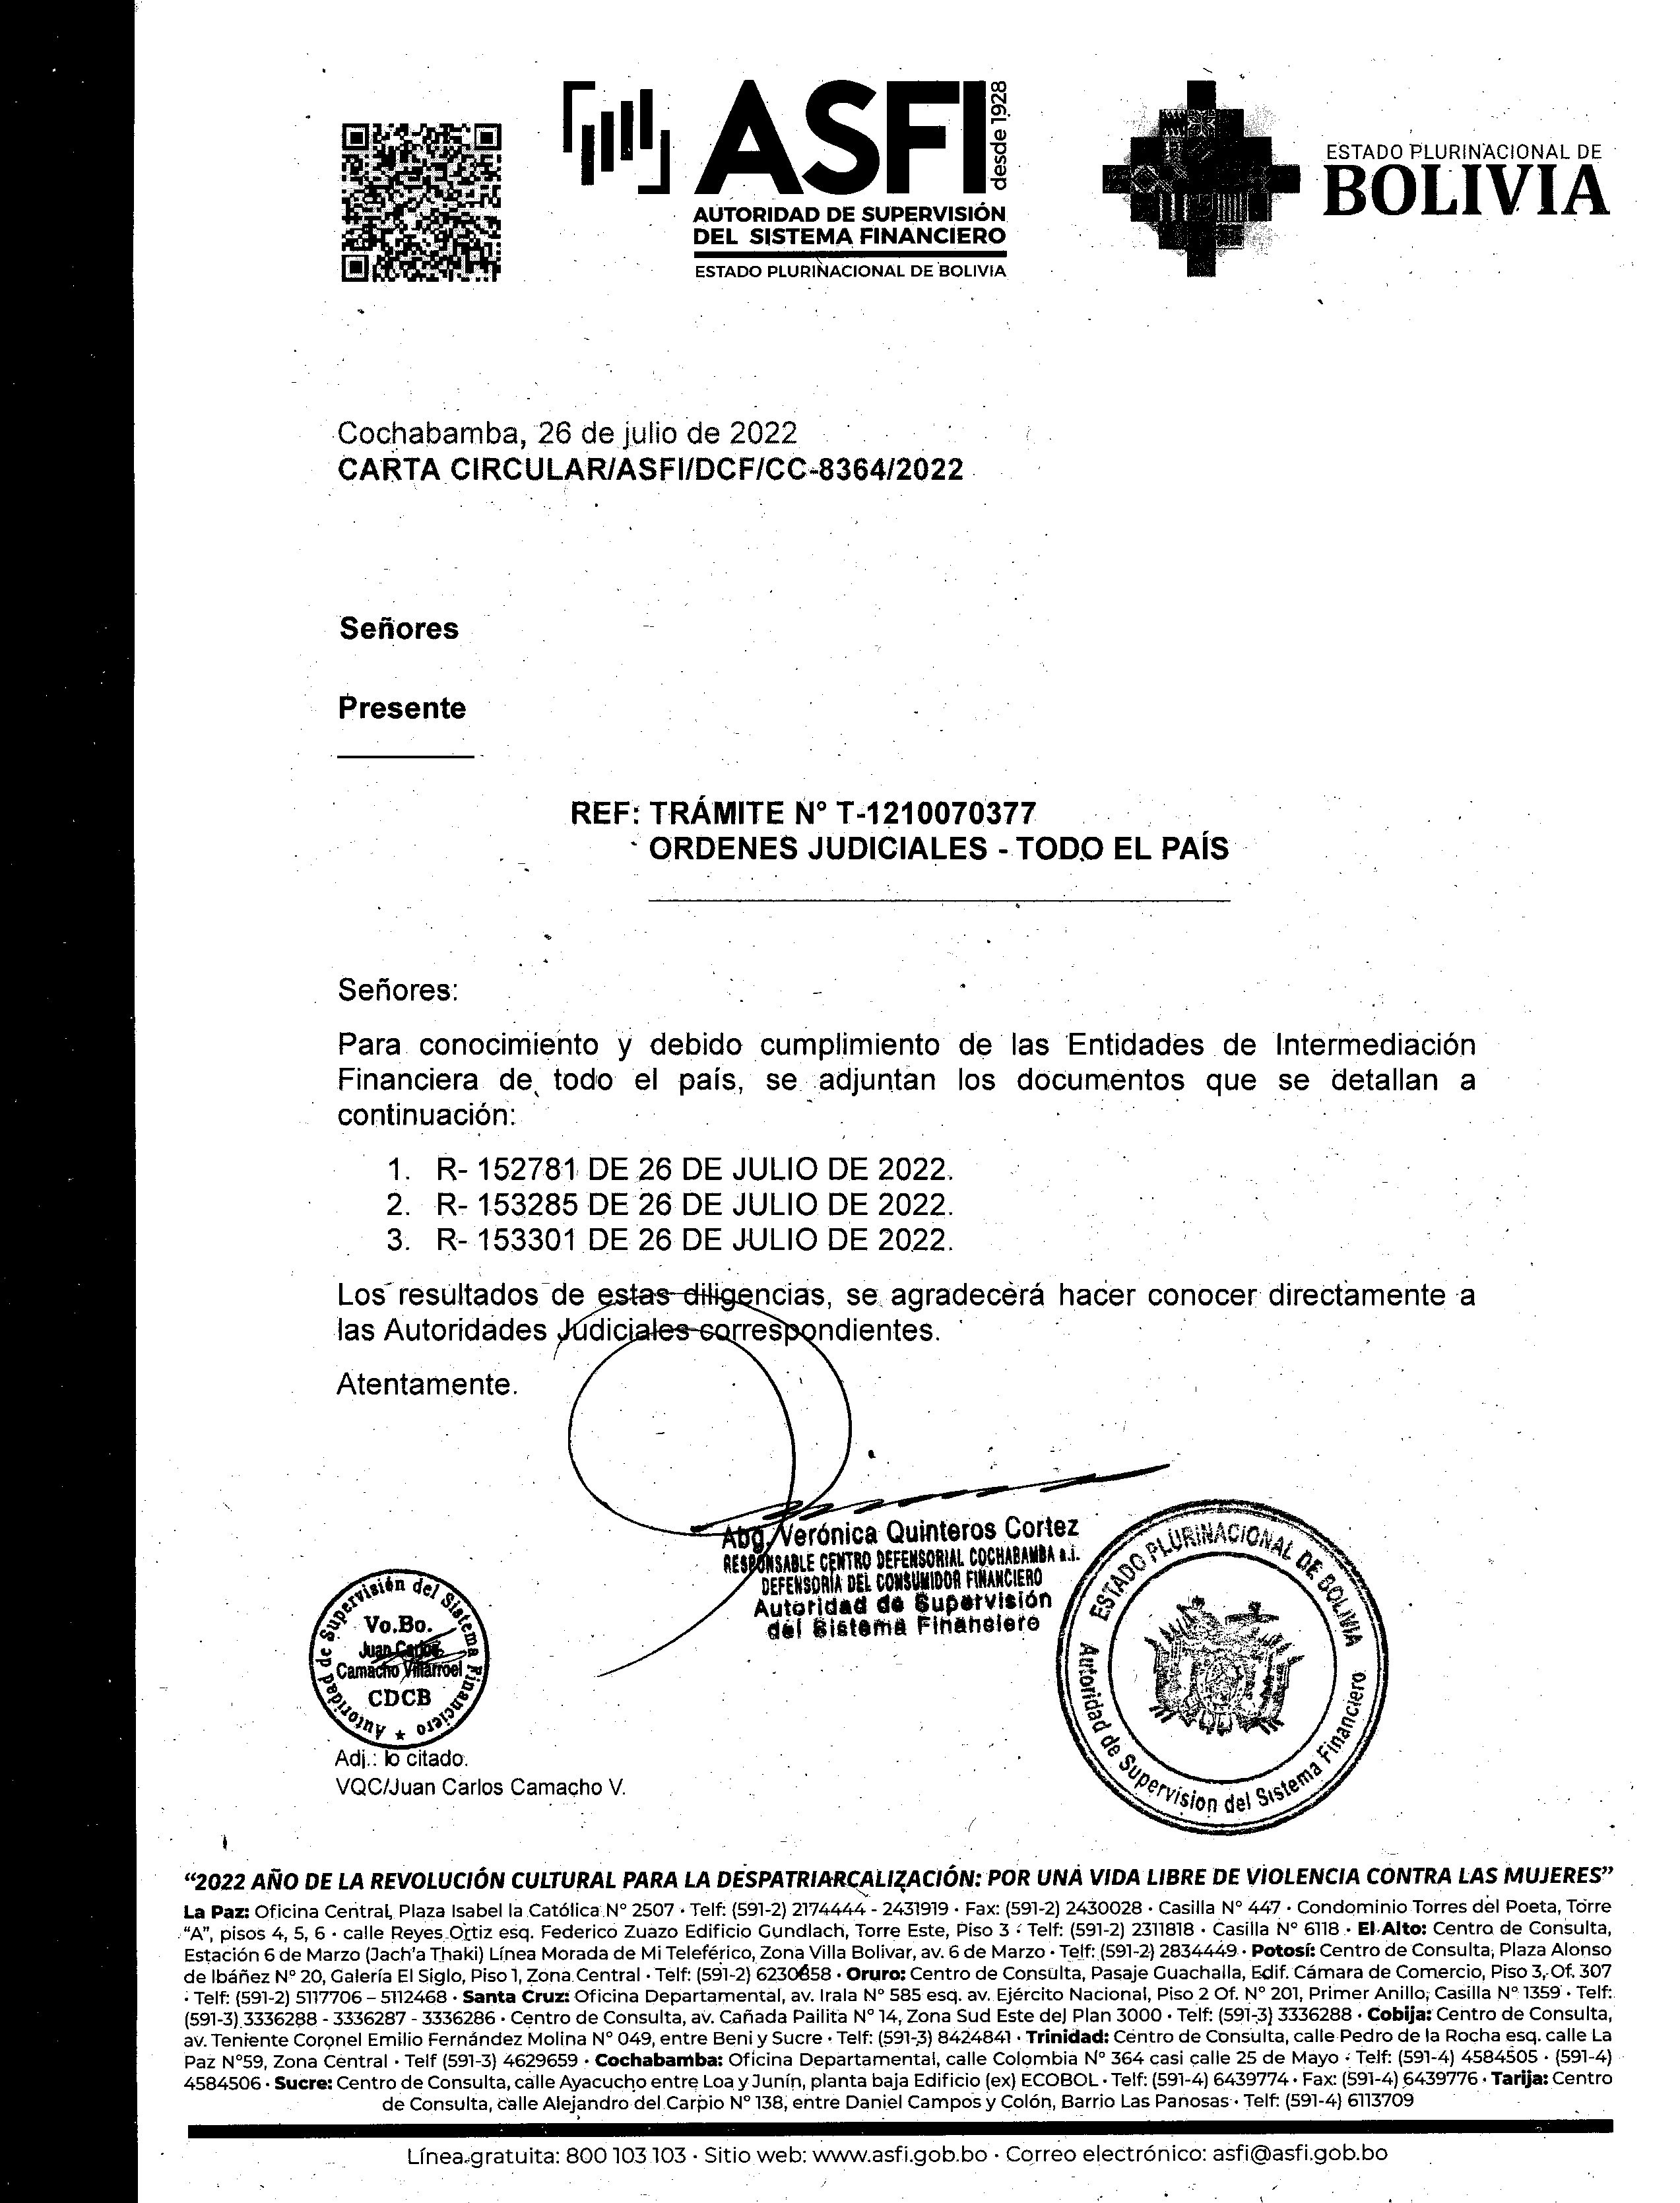 ASFI
desde 1928
AUTORIDAD DE SUPERVISIÓN
DEL SISTEMA FINANCIERO
ESTADO PLURINACIONAL DE BOLIVIA
ESTADO PLURINACIONAL DE
BOLIVIA
Cochabamba, 26 de julio de 2022
CARTA CIRCULAR/ASFI/DCF/CC-8364/2022
Señores
Presente
REF: TRÁMITE N° T-1210070377
ORDENES JUDICIALES - TODO EL PAÍS
Señores:
Para conocimiento y debido cumplimiento de las Entidades de Intermediación
Financiera de todo el país, se adjuntan los documentos que se detallan a
continuación:
1. R- 152781 DE 26 DE JULIO DE 2022.
2. R- 153285 DE 26 DE JULIO DE 2022.
3. R- 153301 DE 26 DE JULIO DE 2022.
Los resultados de estas diligencias, se agradecerá hacer conocer directamente a
las Autoridades Judiciales correspondientes.
Atentamente.
Abg. Verónica Quinteros Cortez
RESPONSABLE CENTRO DEFENSORIAL COCHABAMBA a.i.
DEFENSORÍA DEL CONSUMIDOR FINANCIERO
Autoridad de Supervisión
del Sistema Financiero
Autoridad de Supervisión del Sistema Financiero
Vo.Bo.
Juan Carlos
Camacho Villarroel
CDCB
ESTADO PLURINACIONAL DE BOLIVIA
Autoridad de Supervision del Sistema Financiero
Adj.: lo citado.
VQC/Juan Carlos Camacho V.
“2022 AÑO DE LA REVOLUCIÓN CULTURAL PARA LA DESPATRIARCALIZACIÓN: POR UNA VIDA LIBRE DE VIOLENCIA CONTRA LAS MUJERES”
La Paz: Oficina Central, Plaza Isabel la Católica N° 2507 · Telf: (591-2) 2174444 - 2431919 · Fax: (591-2) 2430028 · Casilla N° 447 · Condominio Torres del Poeta, Torre
“A”, pisos 4, 5, 6 · calle Reyes Ortiz esq. Federico Zuazo Edificio Gundlach, Torre Este, Piso 3 · Telf: (591-2) 2311818 · Casilla N° 6118 · El Alto: Centro de Consulta,
Estación 6 de Marzo (Jach’a Thaki) Línea Morada de Mi Teleférico, Zona Villa Bolivar, av. 6 de Marzo · Telf: (591-2) 2834449 · Potosí: Centro de Consulta, Plaza Alonso
de Ibáñez N° 20, Galería El Siglo, Piso 1, Zona Central · Telf: (591-2) 6230858 · Oruro: Centro de Consulta, Pasaje Guachalla, Edif. Cámara de Comercio, Piso 3, Of. 307
· Telf: (591-2) 5117706 – 5112468 · Santa Cruz: Oficina Departamental, av. Irala N° 585 esq. av. Ejército Nacional, Piso 2 Of. N° 201, Primer Anillo, Casilla N° 1359 · Telf:
(591-3) 3336288 - 3336287 - 3336286 · Centro de Consulta, av. Cañada Pailita N° 14, Zona Sud Este del Plan 3000 · Telf: (591-3) 3336288 · Cobija: Centro de Consulta,
av. Teniente Coronel Emilio Fernández Molina N° 049, entre Beni y Sucre · Telf: (591-3) 8424841 · Trinidad: Centro de Consulta, calle Pedro de la Rocha esq. calle La
Paz N°59, Zona Central · Telf (591-3) 4629659 · Cochabamba: Oficina Departamental, calle Colombia N° 364 casi calle 25 de Mayo · Telf: (591-4) 4584505 · (591-4)
4584506 · Sucre: Centro de Consulta, calle Ayacucho entre Loa y Junín, planta baja Edificio (ex) ECOBOL · Telf: (591-4) 6439774 · Fax: (591-4) 6439776 · Tarija: Centro
de Consulta, calle Alejandro del Carpio N° 138, entre Daniel Campos y Colón, Barrio Las Panosas · Telf: (591-4) 6113709
Línea gratuita: 800 103 103 · Sitio web: www.asfi.gob.bo · Correo electrónico: asfi@asfi.gob.bo